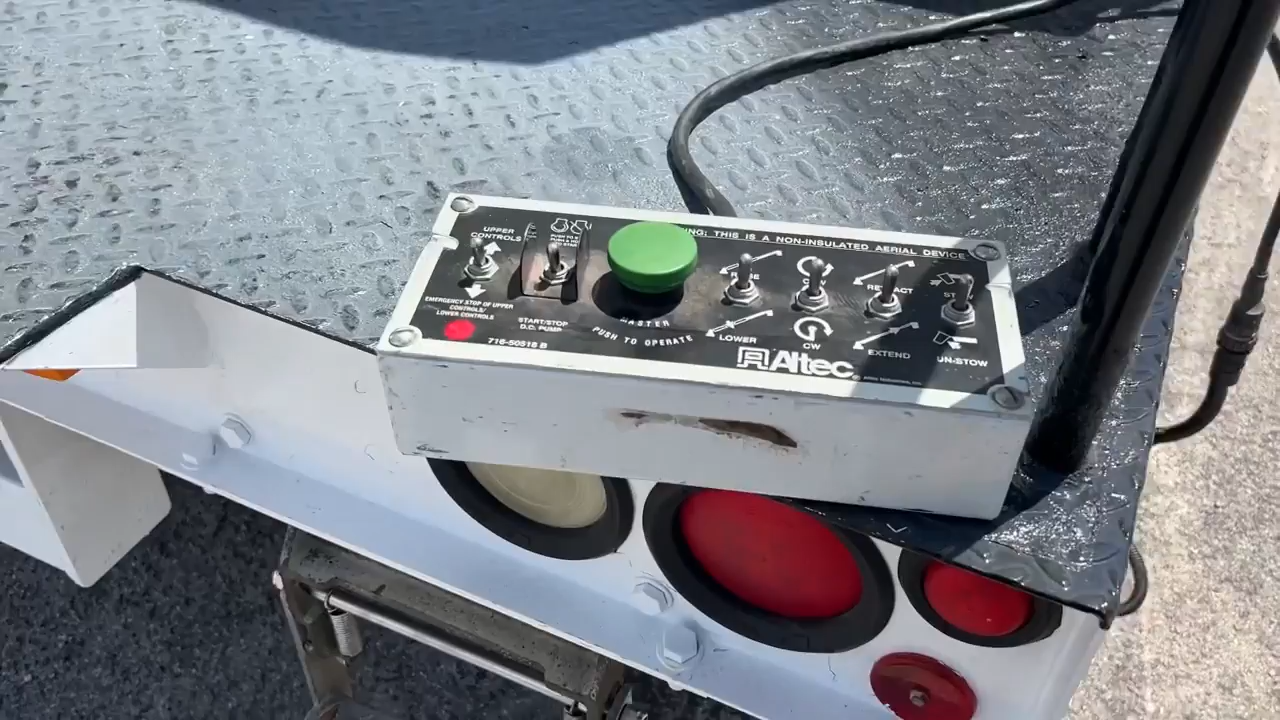 UPPER
CONTROLS
EMERGENCY STOP OF UPPER
CONTROLS/
LOWER CONTROLS
START/STOP
D.C. PUMP
716-50518 B
MASTER
PUSH TO OPERATE
THIS IS A NON-INSULATED AERIAL DEVICE
LOWER
CW
RETRACT
EXTEND
UN-STOW
Altec